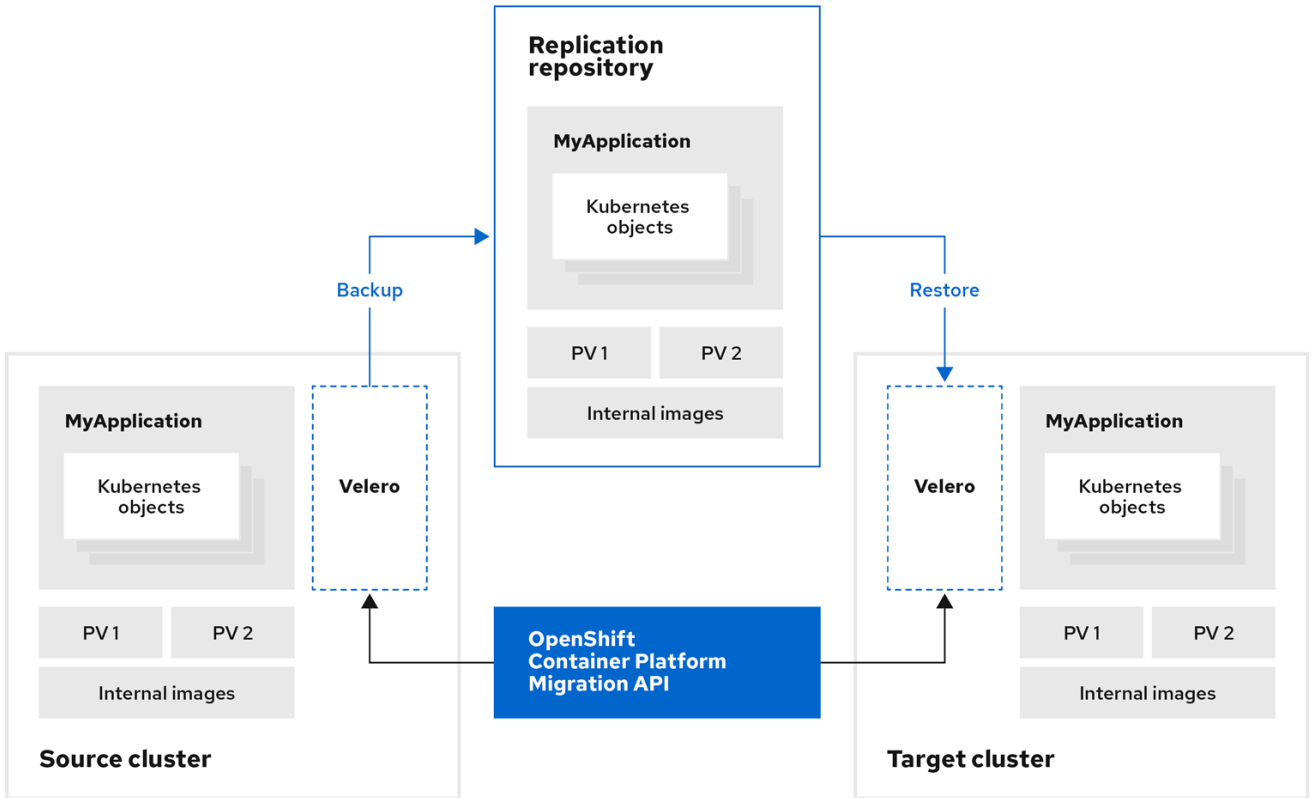 Replication
repository
MyApplication
Kubernetes
objects
PV 1
PV 2
Internal images
Backup
Restore
MyApplication
Kubernetes
objects
Velero
PV 1
PV 2
Internal images
Source cluster
OpenShift
Container Platform
Migration API
Velero
MyApplication
Kubernetes
objects
PV 1
PV 2
Internal images
Target cluster